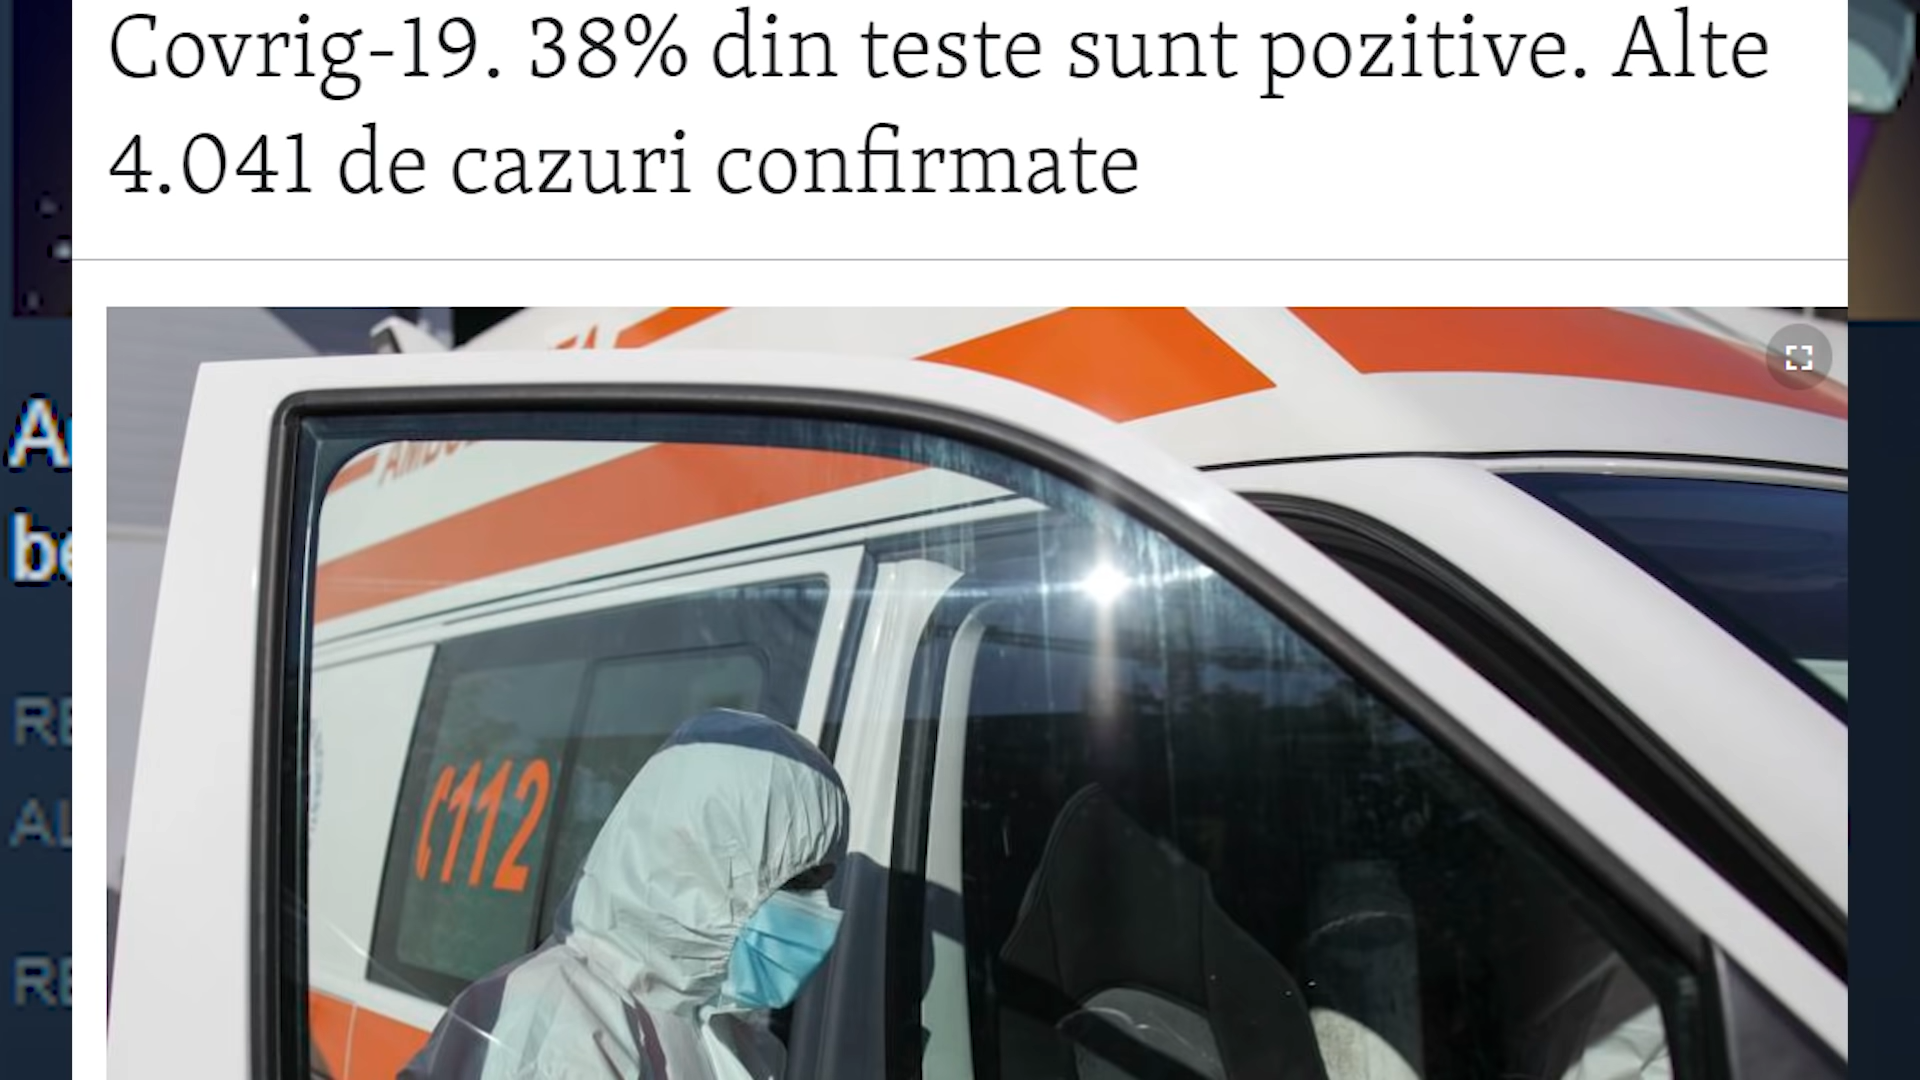 Covrig-19. 38% din teste sunt pozitive. Alte
4.041 de cazuri confirmate
112